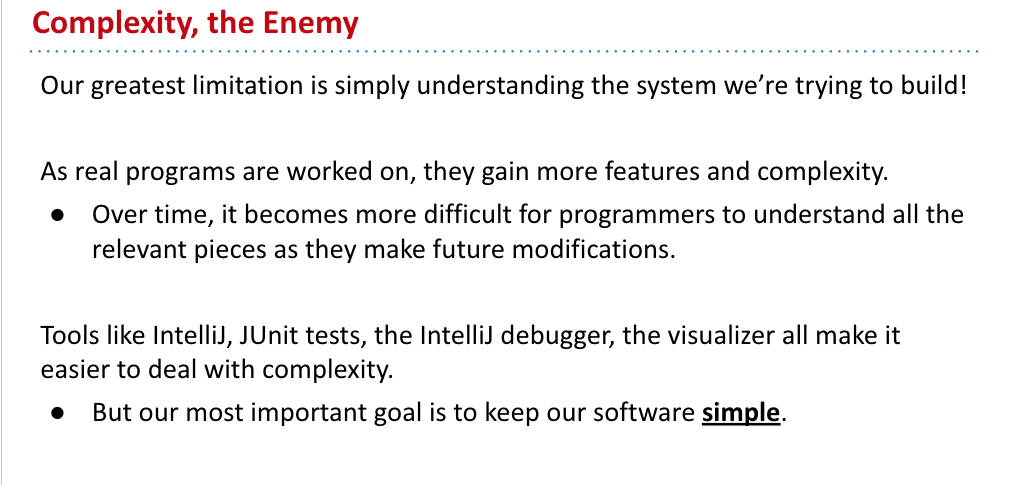 Complexity, the Enemy
Our greatest limitation is simply understanding the system we’re trying to build!
As real programs are worked on, they gain more features and complexity.
● Over time, it becomes more difficult for programmers to understand all the
relevant pieces as they make future modifications.
Tools like IntelliJ, JUnit tests, the IntelliJ debugger, the visualizer all make it
easier to deal with complexity.
● But our most important goal is to keep our software simple.